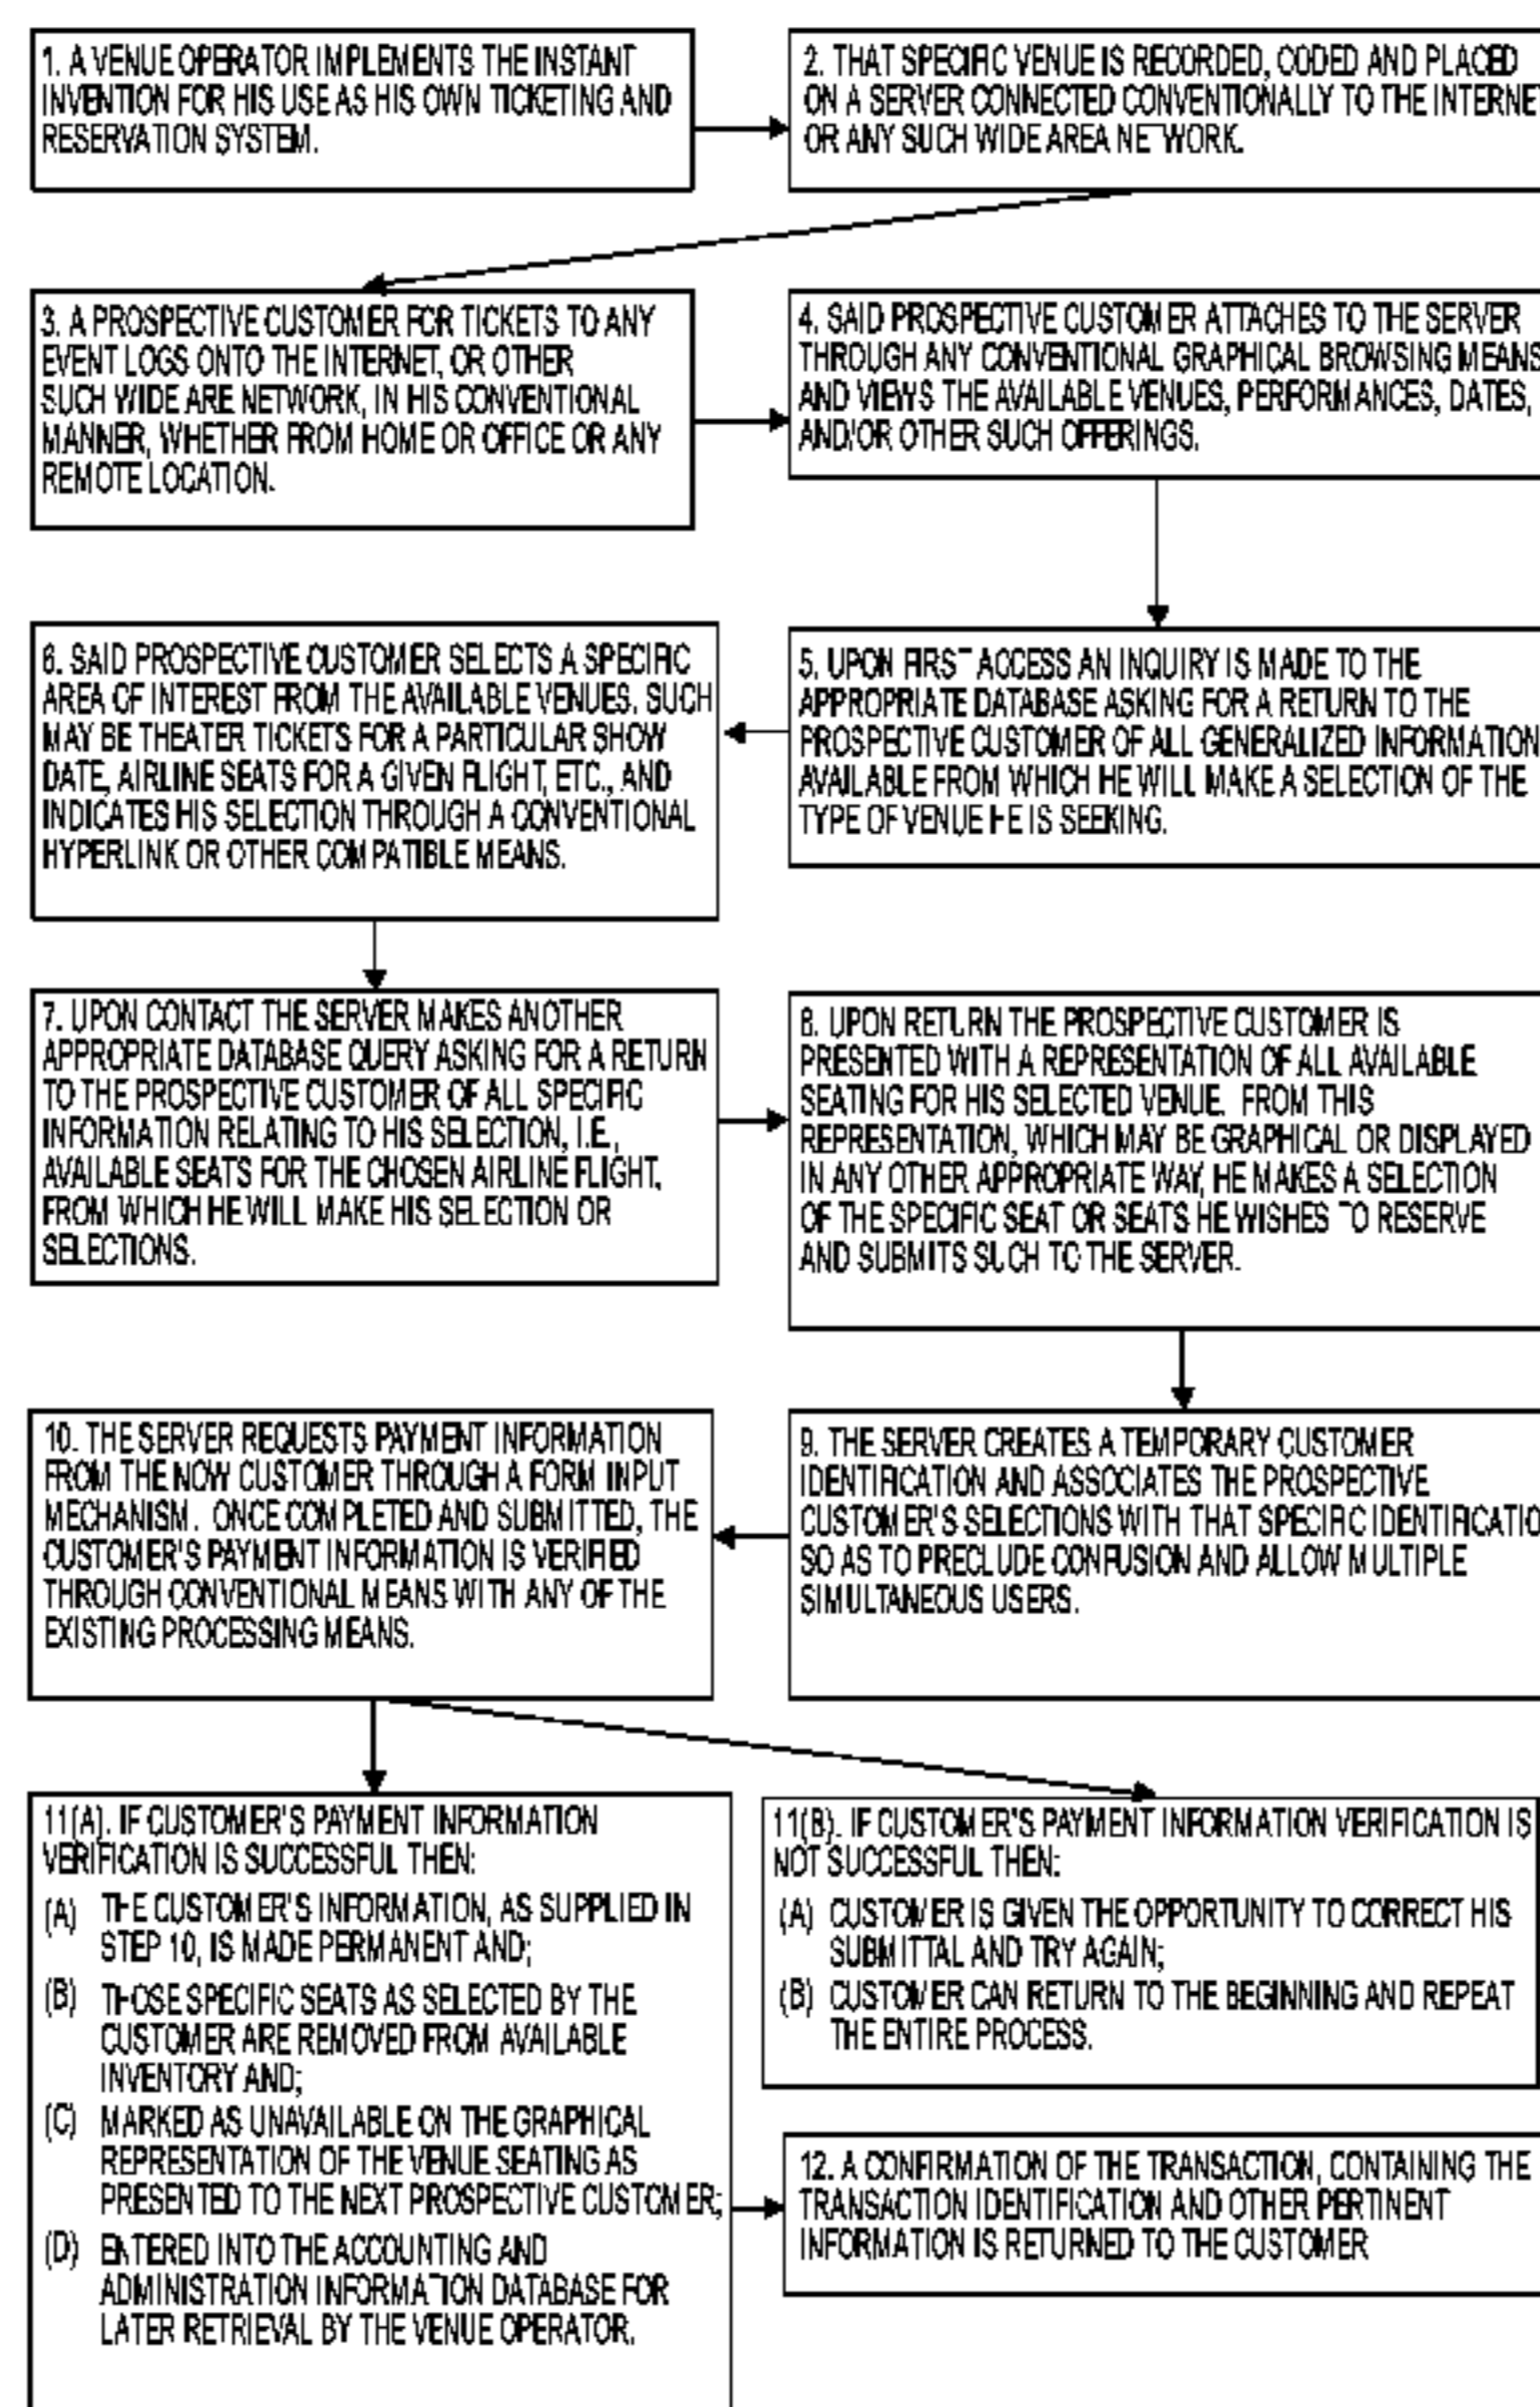 1. A VENUE OPERATOR IMPLEMENTS THE INSTANT
INVENTION FOR HIS USE AS HIS OWN TICKETING AND
RESERVATION SYSTEM.
2. THAT SPECIFIC VENUE IS RECORDED, CODED AND PLACED
ON A SERVER CONNECTED CONVENTIONALLY TO THE INTERNE
OR ANY SUCH WIDE AREA NETWORK.
3. A PROSPECTIVE CUSTOMER FOR TICKETS TO ANY
EVENT LOGS ONTO THE INTERNET, OR OTHER
SUCH WIDE ARE NETWORK, IN HIS CONVENTIONAL
MANNER, WHETHER FROM HOME OR OFFICE OR ANY
REMOTE LOCATION.
4. SAID PROSPECTIVE CUSTOMER ATTACHES TO THE SERVER
THROUGH ANY CONVENTIONAL GRAPHICAL BROWSING MEANS
AND VIEWS THE AVAILABLE VENUES, PERFORMANCES, DATES,
AND/OR OTHER SUCH OFFERINGS.
5. UPON FIRST ACCESS AN INQUIRY IS MADE TO THE
APPROPRIATE DATABASE ASKING FOR A RETURN TO THE
PROSPECTIVE CUSTOMER OF ALL GENERALIZED INFORMATION
AVAILABLE FROM WHICH HE WILL MAKE A SELECTION OF THE
TYPE OF VENUE HE IS SEEKING.
6. SAID PROSPECTIVE CUSTOMER SELECTS A SPECIFIC
AREA OF INTEREST FROM THE AVAILABLE VENUES. SUCH
MAY BE THEATER TICKETS FOR A PARTICULAR SHOW
DATE, AIRLINE SEATS FOR A GIVEN FLIGHT, ETC., AND
INDICATES HIS SELECTION THROUGH A CONVENTIONAL
HYPERLINK OR OTHER COMPATIBLE MEANS.
7. UPON CONTACT THE SERVER MAKES ANOTHER
APPROPRIATE DATABASE QUERY ASKING FOR A RETURN
TO THE PROSPECTIVE CUSTOMER OF ALL SPECIFIC
INFORMATION RELATING TO HIS SELECTION, I.E.,
AVAILABLE SEATS FOR THE CHOSEN AIRLINE FLIGHT,
FROM WHICH HE WILL MAKE HIS SELECTION OR
SELECTIONS.
8. UPON RETURN THE PROSPECTIVE CUSTOMER IS
PRESENTED WITH A REPRESENTATION OF ALL AVAILABLE
SEATING FOR HIS SELECTED VENUE. FROM THIS
REPRESENTATION, WHICH MAY BE GRAPHICAL OR DISPLAYED
IN ANY OTHER APPROPRIATE WAY, HE MAKES A SELECTION
OF THE SPECIFIC SEAT OR SEATS HE WISHES TO RESERVE
AND SUBMITS SUCH TO THE SERVER.
9. THE SERVER CREATES A TEMPORARY CUSTOMER
IDENTIFICATION AND ASSOCIATES THE PROSPECTIVE
CUSTOMER'S SELECTIONS WITH THAT SPECIFIC IDENTIFICATIO
SO AS TO PRECLUDE CONFUSION AND ALLOW MULTIPLE
SIMULTANEOUS USERS.
10. THE SERVER REQUESTS PAYMENT INFORMATION
FROM THE NOW CUSTOMER THROUGH A FORM INPUT
MECHANISM. ONCE COMPLETED AND SUBMITTED, THE
CUSTOMER'S PAYMENT INFORMATION IS VERIFIED
THROUGH CONVENTIONAL MEANS WITH ANY OF THE
EXISTING PROCESSING MEANS.
11(A). IF CUSTOMER'S PAYMENT INFORMATION
VERIFICATION IS SUCCESSFUL THEN:
(A) THE CUSTOMER'S INFORMATION, AS SUPPLIED IN
STEP 10, IS MADE PERMANENT AND;
(B) THOSE SPECIFIC SEATS AS SELECTED BY THE
CUSTOMER ARE REMOVED FROM AVAILABLE
INVENTORY AND;
(C) MARKED AS UNAVAILABLE ON THE GRAPHICAL
REPRESENTATION OF THE VENUE SEATING AS
PRESENTED TO THE NEXT PROSPECTIVE CUSTOMER;
(D) ENTERED INTO THE ACCOUNTING AND
ADMINISTRATION INFORMATION DATABASE FOR
LATER RETRIEVAL BY THE VENUE OPERATOR.
11(B). IF CUSTOMER'S PAYMENT INFORMATION VERIFICATION IS
NOT SUCCESSFUL THEN:
(A) CUSTOMER IS GIVEN THE OPPORTUNITY TO CORRECT HIS
SUBMITTAL AND TRY AGAIN;
(B) CUSTOMER CAN RETURN TO THE BEGINNING AND REPEAT
THE ENTIRE PROCESS.
12. A CONFIRMATION OF THE TRANSACTION, CONTAINING THE
TRANSACTION IDENTIFICATION AND OTHER PERTINENT
INFORMATION IS RETURNED TO THE CUSTOMER